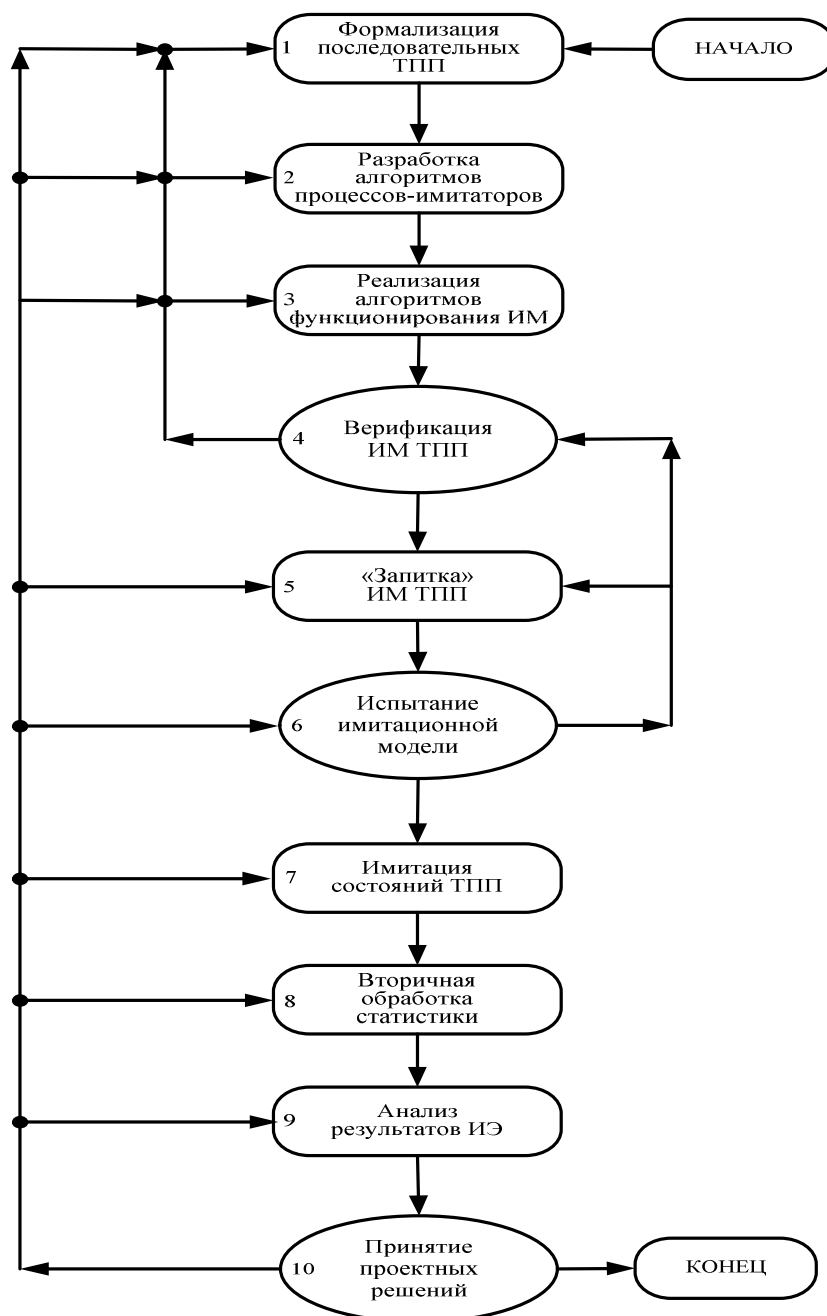 1
Формализация
последовательных
ТПП
НАЧАЛО
2
Разработка
алгоритмов
процессов-имитаторов
3
Реализация
алгоритмов
функционирования ИМ
4
Верификация
ИМ ТПП
5
«Запитка»
ИМ ТПП
6
Испытание
имитационной
модели
7
Имитация
состояний ТПП
8
Вторичная
обработка
статистики
9
Анализ
результатов ИЭ
10
Принятие
проектных
решений
КОНЕЦ